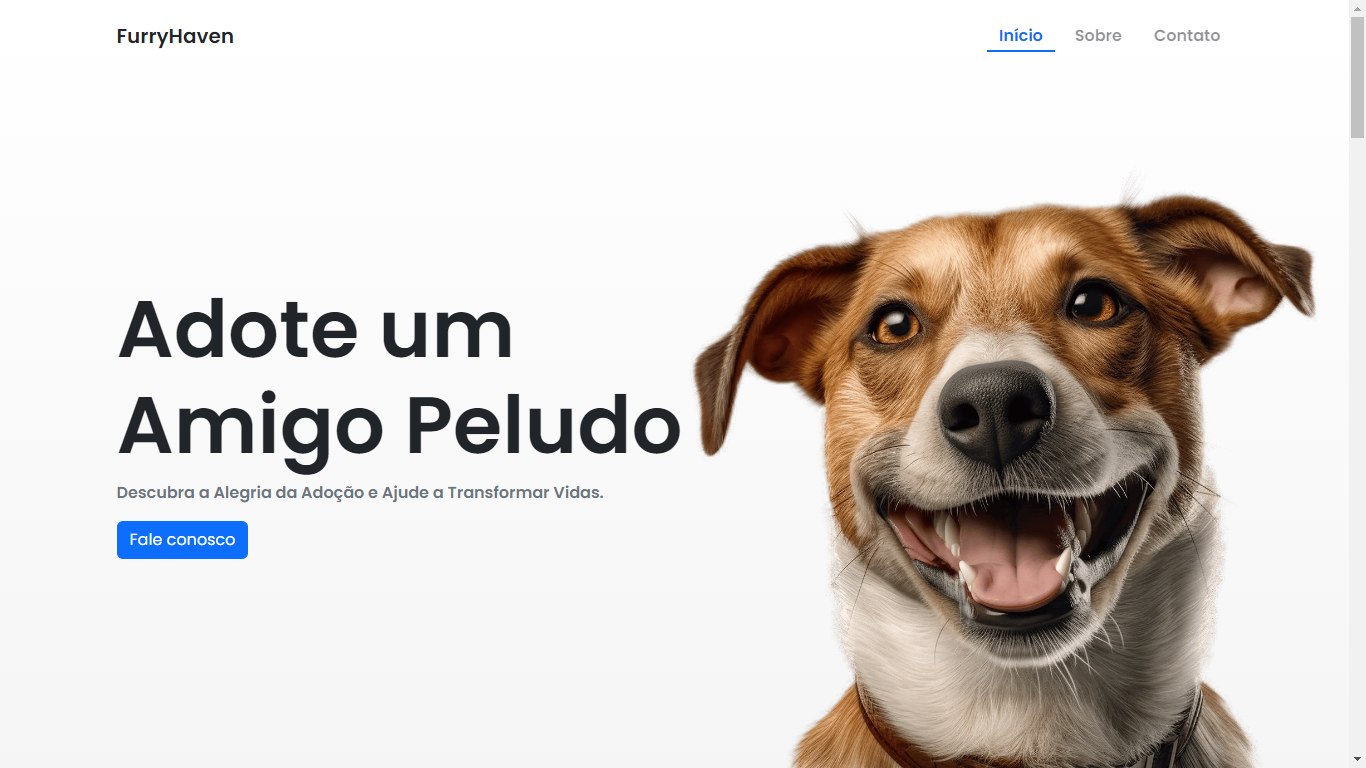 FurryHaven
Início Sobre Contato
Adote um
Amigo Peludo
Descubra a Alegria da Adoção e Ajude a Transformar Vidas.
Fale conosco